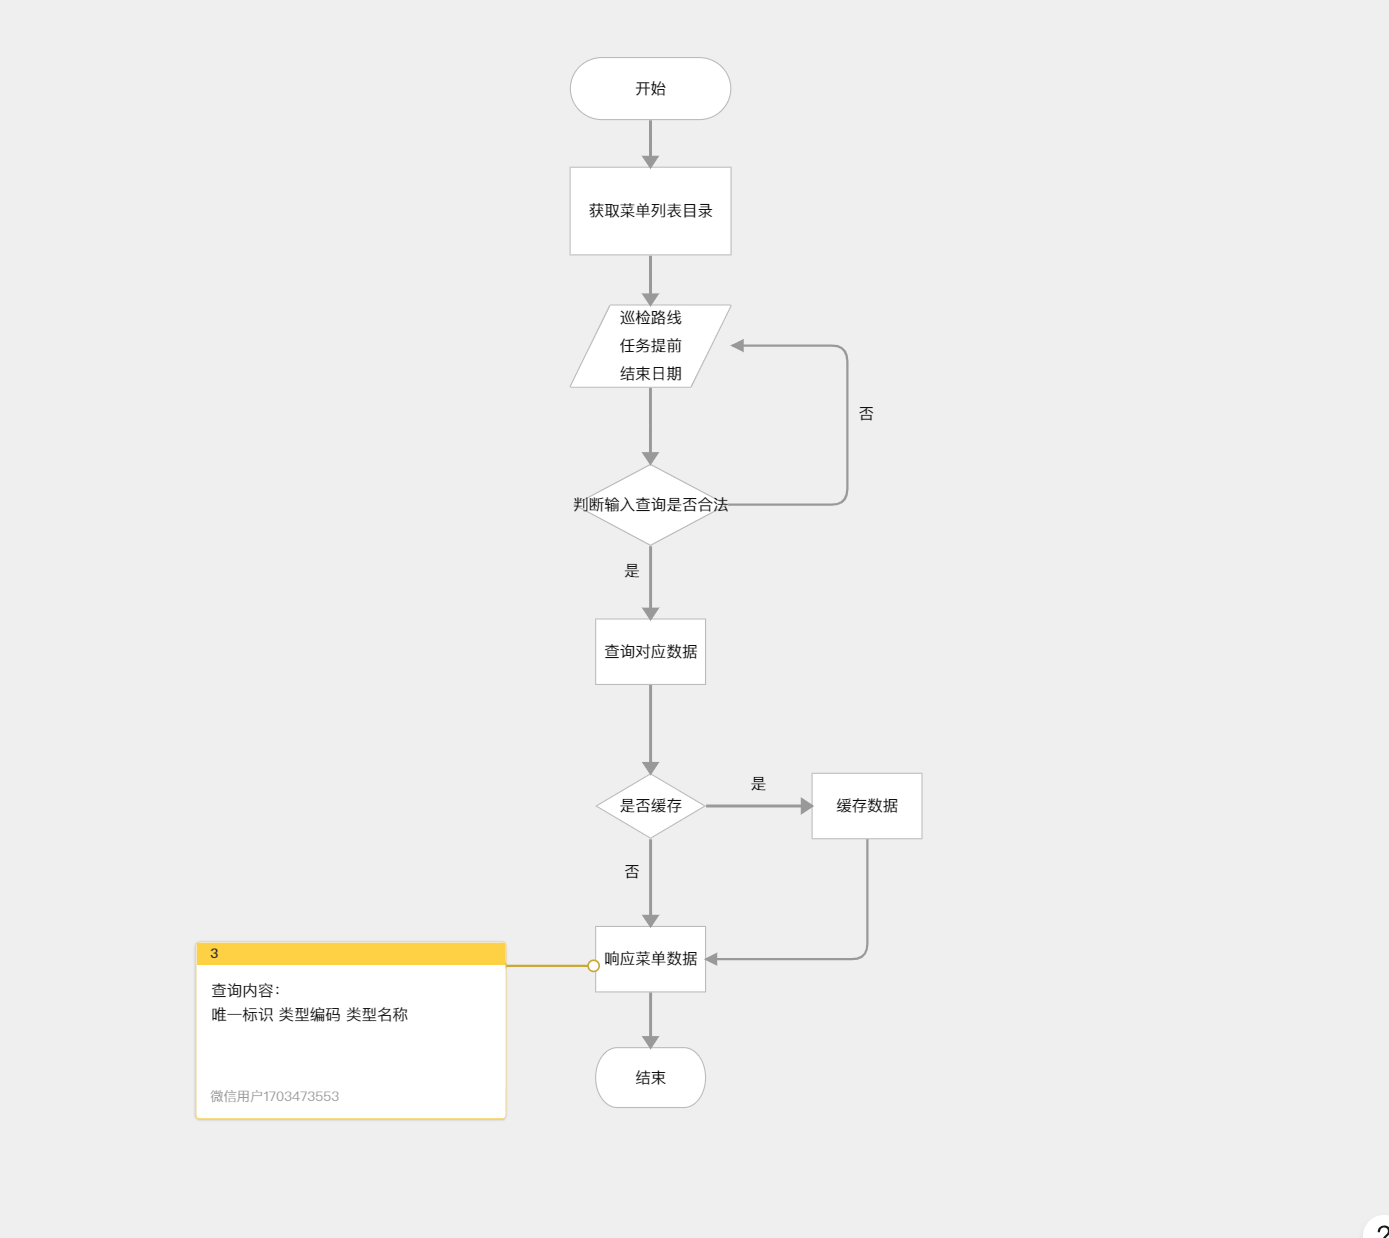 开始
获取菜单列表目录
巡检路线
任务提前
结束日期
否
判断输入查询是否合法
是
查询对应数据
是
是否缓存
缓存数据
否
响应菜单数据
3
查询内容：
唯一标识 类型编码 类型名称
结束
微信用户1703473553